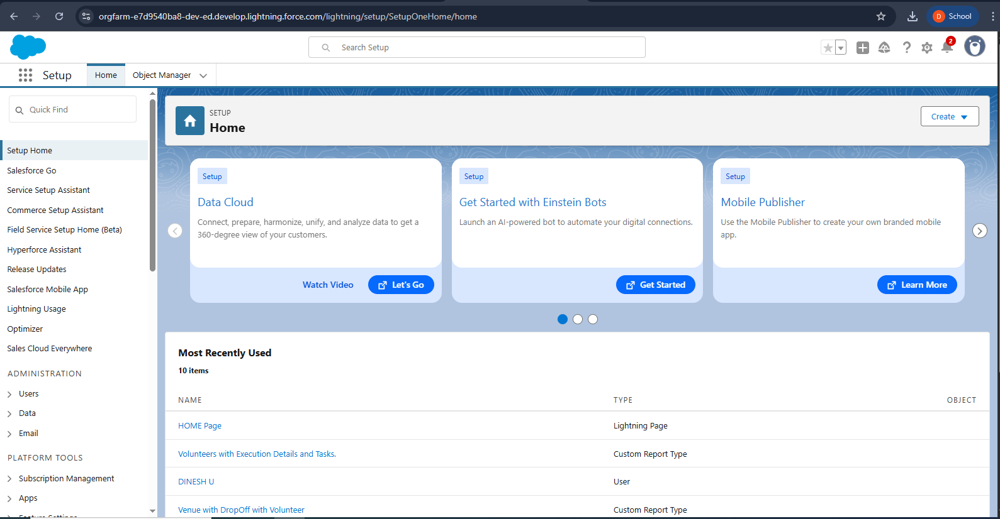 orgfarm-e7d9540ba8-dev-ed.develop.lightning.force.com/lightning/setup/SetupOneHome/home
D School
Search Setup
2
Setup
Home
Object Manager
Quick Find
Setup Home
Salesforce Go
Service Setup Assistant
Commerce Setup Assistant
Field Service Setup Home (Beta)
Hyperforce Assistant
Release Updates
Salesforce Mobile App
Lightning Usage
Optimizer
Sales Cloud Everywhere
ADMINISTRATION
Users
Data
Email
PLATFORM TOOLS
Subscription Management
Apps
Feature Settings
SETUP
Home
Create
Setup
Data Cloud
Connect, prepare, harmonize, unify, and analyze data to get a
360-degree view of your customers.
Watch Video
Let's Go
Setup
Get Started with Einstein Bots
Launch an AI-powered bot to automate your digital connections.
Get Started
Setup
Mobile Publisher
Use the Mobile Publisher to create your own branded mobile
app.
Learn More
Most Recently Used
10 items
NAME TYPE OBJECT
HOME Page Lightning Page
Volunteers with Execution Details and Tasks. Custom Report Type
DINESH U User
Venue with DropOff with Volunteer Custom Report Type